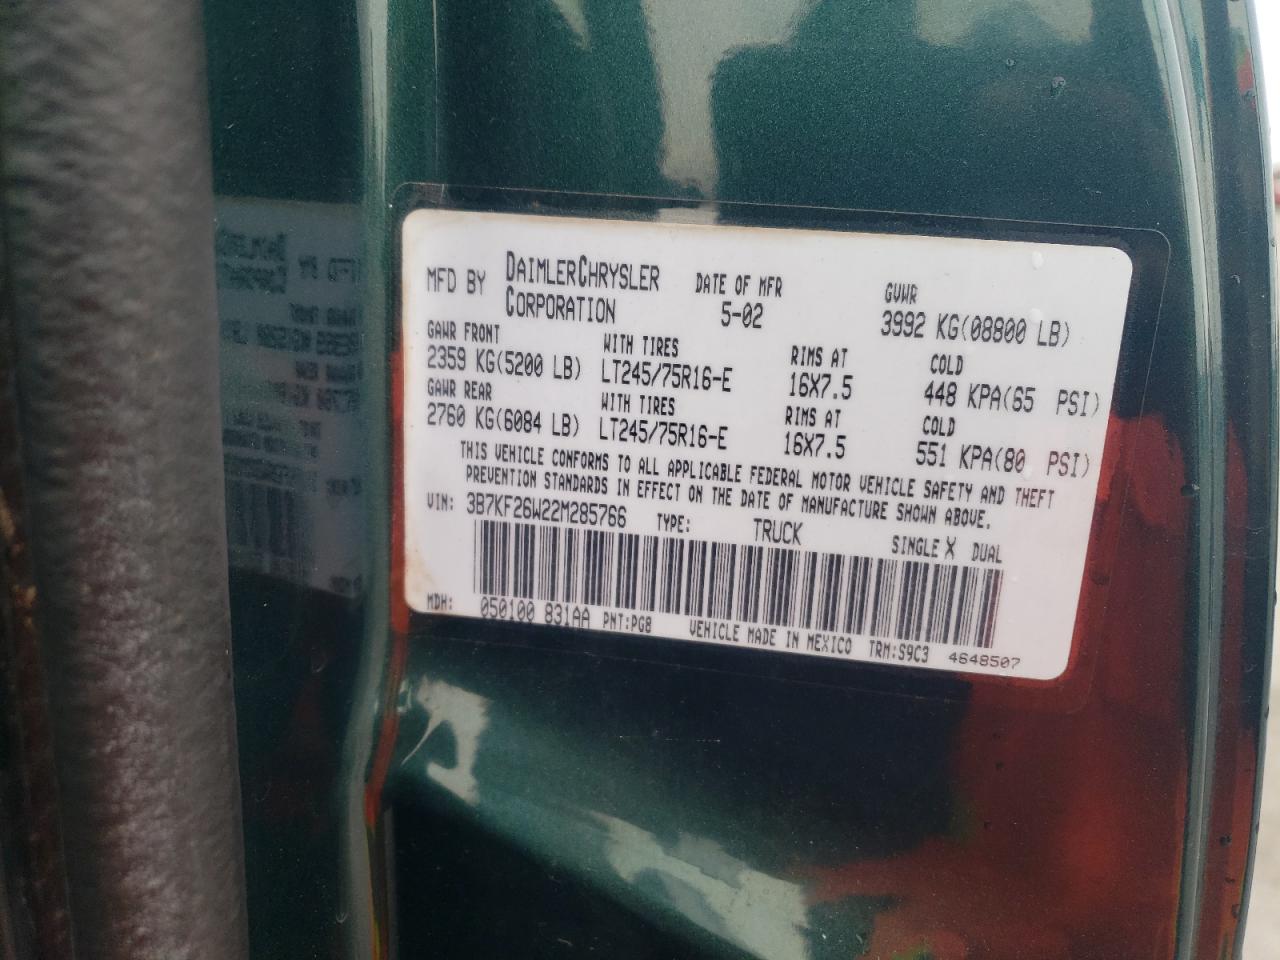 MFD BY DAIMLERCHRYSLER CORPORATION DATE OF MFR 5-02 GVWR 3992 KG(08800 LB)
GAWR FRONT WITH TIRES RIMS AT COLD
2359 KG(5200 LB) LT245/75R16-E 16X7.5 448 KPA(65 PSI)
GAWR REAR WITH TIRES RIMS AT COLD
2760 KG(6084 LB) LT245/75R16-E 16X7.5 551 KPA(80 PSI)
THIS VEHICLE CONFORMS TO ALL APPLICABLE FEDERAL MOTOR VEHICLE SAFETY AND THEFT
PREVENTION STANDARDS IN EFFECT ON THE DATE OF MANUFACTURE SHOWN ABOVE.
VIN: 3B7KF26W22M285766 TYPE: TRUCK SINGLE X DUAL
MDH: 050100 831AA PNT:PG8 VEHICLE MADE IN MEXICO TRM:S9C3 4648507